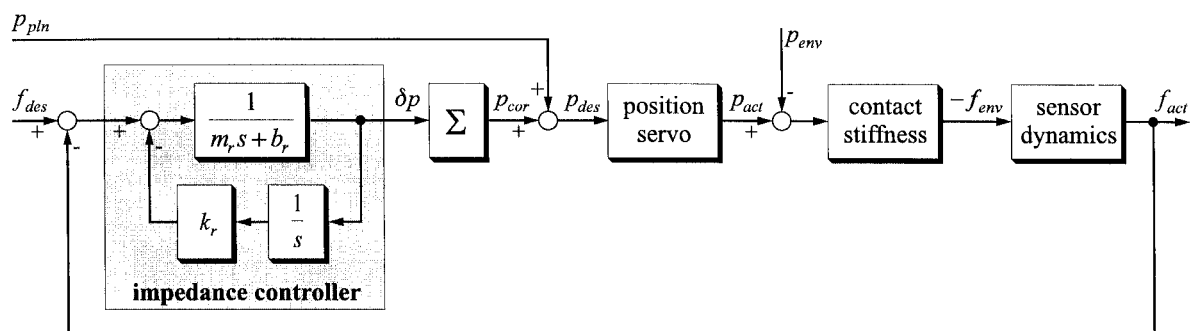 p_pln
p_env
f_des
1
m_r s + b_r
δp
Σ
p_cor
p_des
position
servo
p_act
contact
stiffness
-f_env
sensor
dynamics
f_act
+
-
+
-
+
+
+
-
k_r
1
s
impedance controller